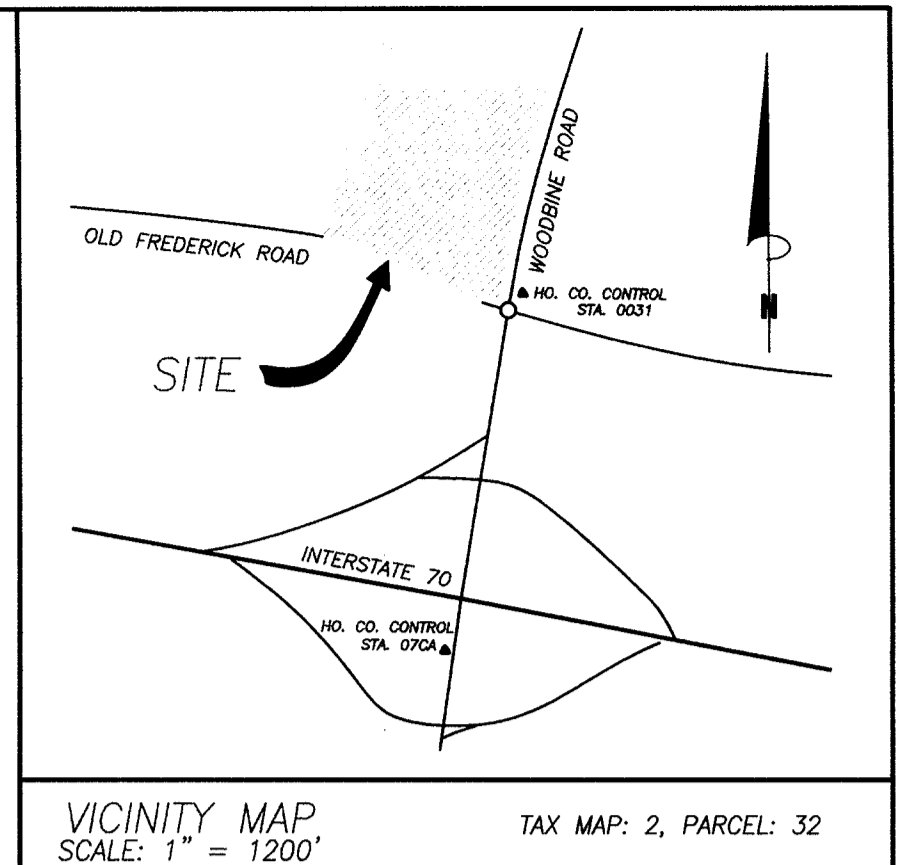 WOODBINE ROAD
OLD FREDERICK ROAD
HO. CO. CONTROL
STA. 0031
N
SITE
INTERSTATE 70
HO. CO. CONTROL
STA. 07CA
VICINITY MAP
SCALE: 1" = 1200'
TAX MAP: 2, PARCEL: 32